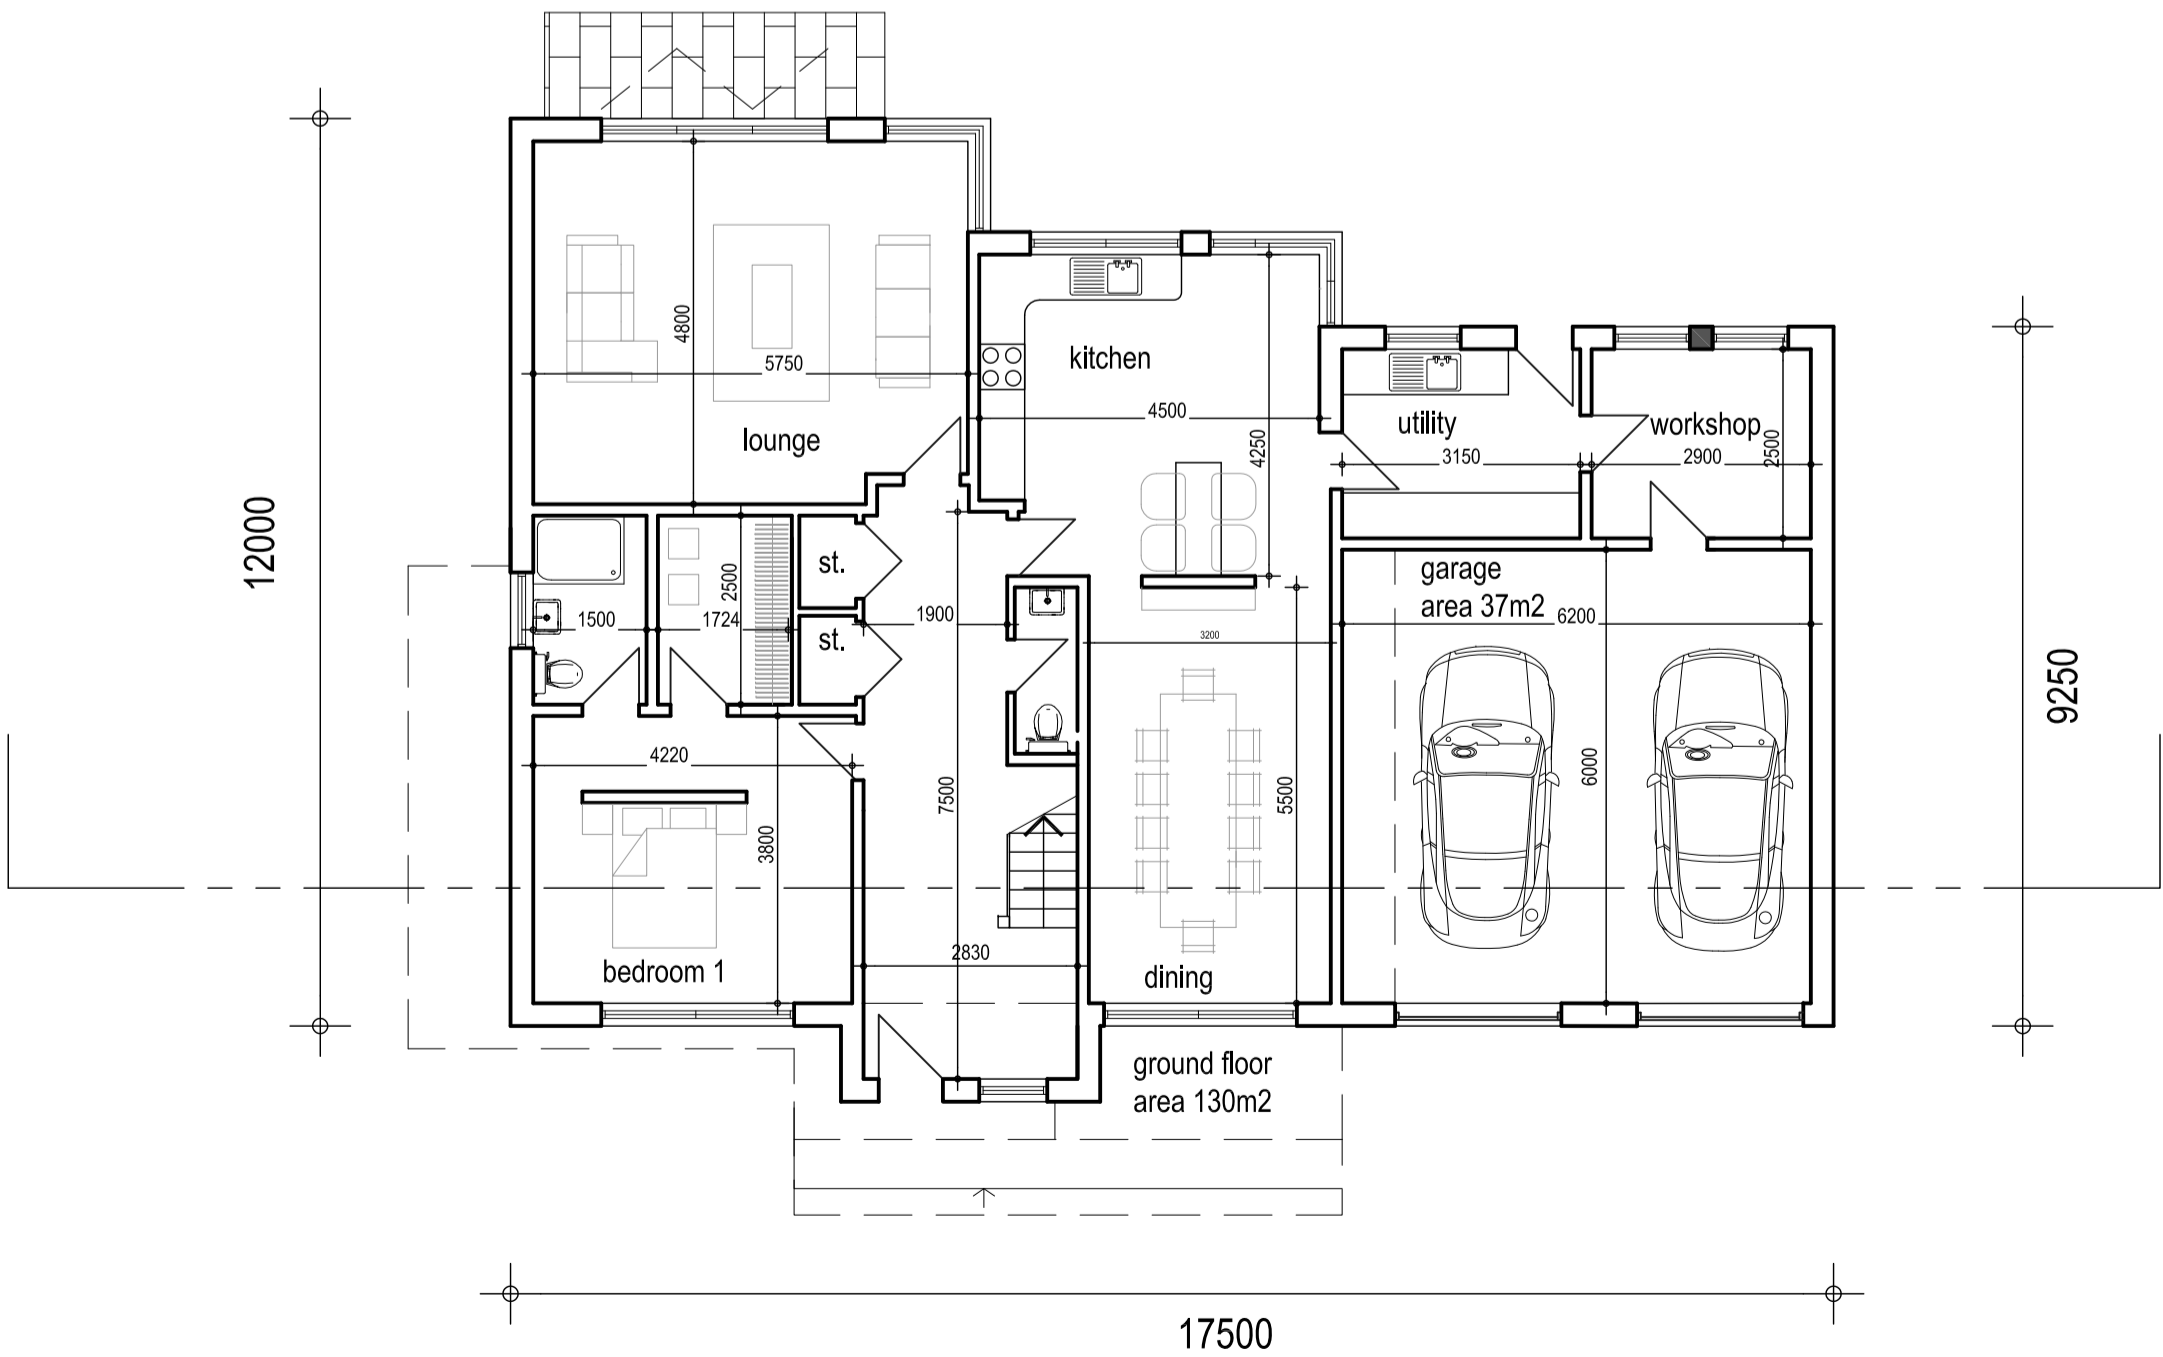 4800
5750
lounge
kitchen
4500
4250
utility
3150
workshop
2900
2500
12000
st.
st.
2500
1500
1724
1900
3200
garage
area 37m2
6200
9250
4220
3800
7500
5500
6000
bedroom 1
2830
dining
ground floor
area 130m2
17500